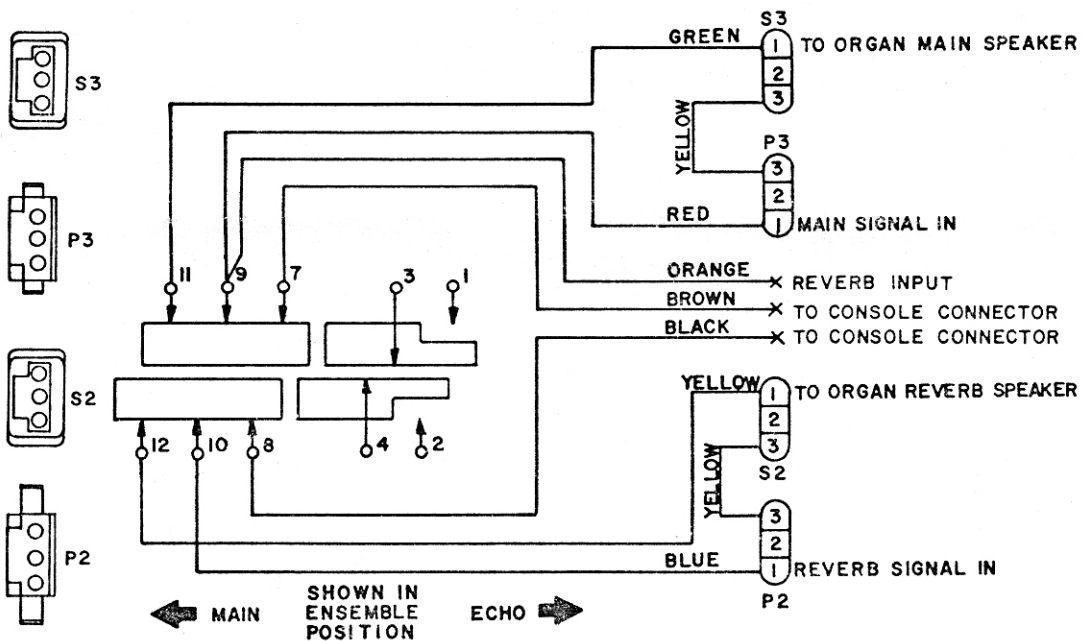 S3
P3
S2
P2
GREEN
S3
1
2
3
TO ORGAN MAIN SPEAKER
YELLOW
P3
3
2
1
RED
MAIN SIGNAL IN
ORANGE
REVERB INPUT
BROWN
TO CONSOLE CONNECTOR
BLACK
TO CONSOLE CONNECTOR
11
9
7
3
1
12
10
8
4
2
YELLOW
1
2
3
TO ORGAN REVERB SPEAKER
S2
YELLOW
3
2
1
BLUE
REVERB SIGNAL IN
P2
MAIN
SHOWN IN
ENSEMBLE
POSITION
ECHO